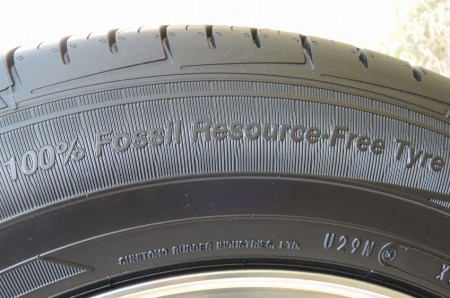 100% Fossil Resource-Free Tyre
SUMITOMO RUBBER INDUSTRIES, LTD.
U29N
X